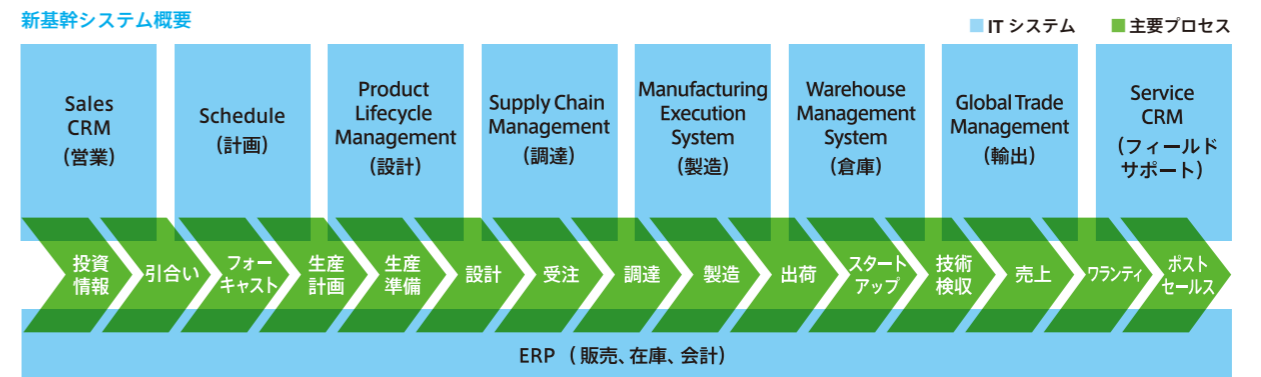 新基幹システム概要
■ IT システム ■ 主要プロセス
Sales
CRM
(営業)
Schedule
(計画)
Product
Lifecycle
Management
(設計)
Supply Chain
Management
(調達)
Manufacturing
Execution
System
(製造)
Warehouse
Management
System
(倉庫)
Global Trade
Management
(輸出)
Service
CRM
(フィールド
サポート)
投資
情報
引合い
フォー
キャスト
生産
計画
生産
準備
設計
受注
調達
製造
出荷
スタート
アップ
技術
検収
売上
ワランティ
ポスト
セールス
ERP (販売、在庫、会計)